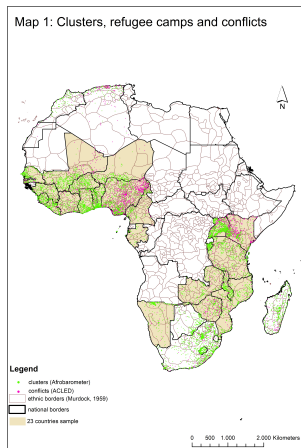 Map 1: Clusters, refugee camps and conflicts
N
Legend
clusters (Afrobarometer)
conflicts (ACLED)
ethnic borders (Murdock, 1959)
national borders
23 countries sample
0 500 1.000 2.000 Kilometers